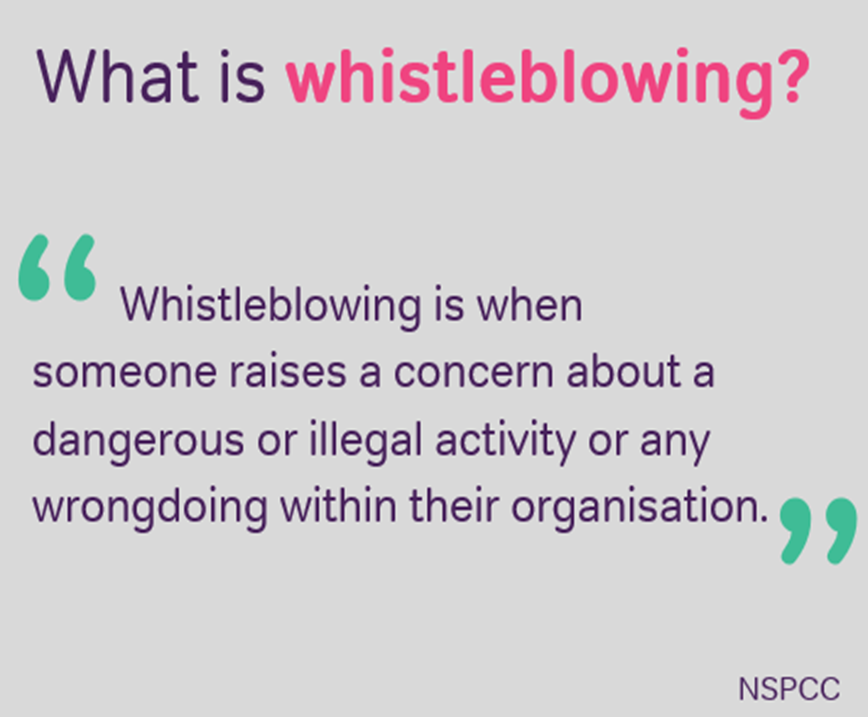 What is whistleblowing?
“ Whistleblowing is when
someone raises a concern about a
dangerous or illegal activity or any
wrongdoing within their organisation. ”
NSPCC